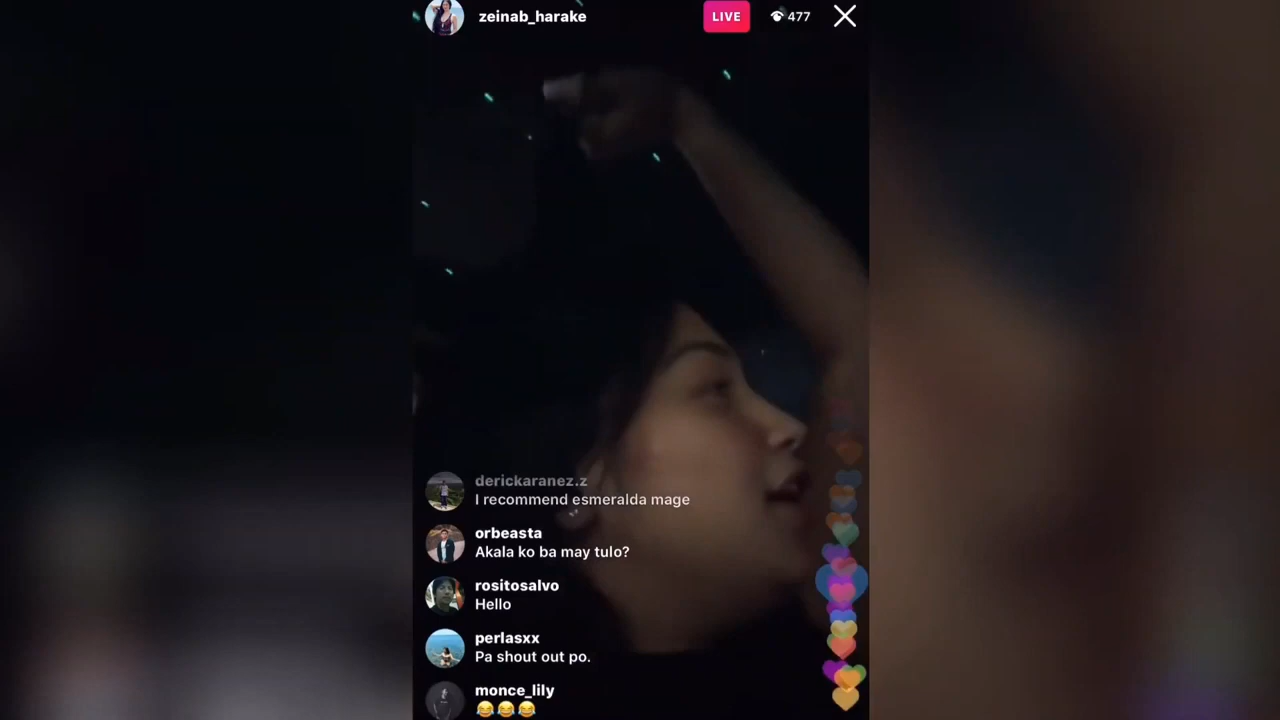 zeinab_harake
LIVE
477
derickaranez.z
I recommend esmeralda mage
orbeasta
Akala ko ba may tulo?
rositosalvo
Hello
perlasxx
Pa shout out po.
monce_lily
😂😂😂